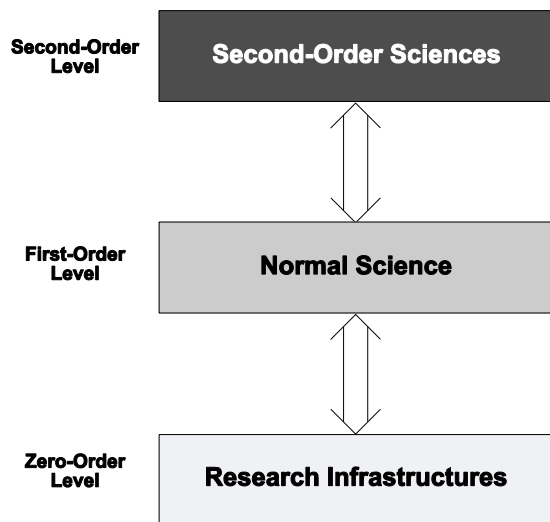 Second-Order
Level
Second-Order Sciences
First-Order
Level
Normal Science
Zero-Order
Level
Research Infrastructures